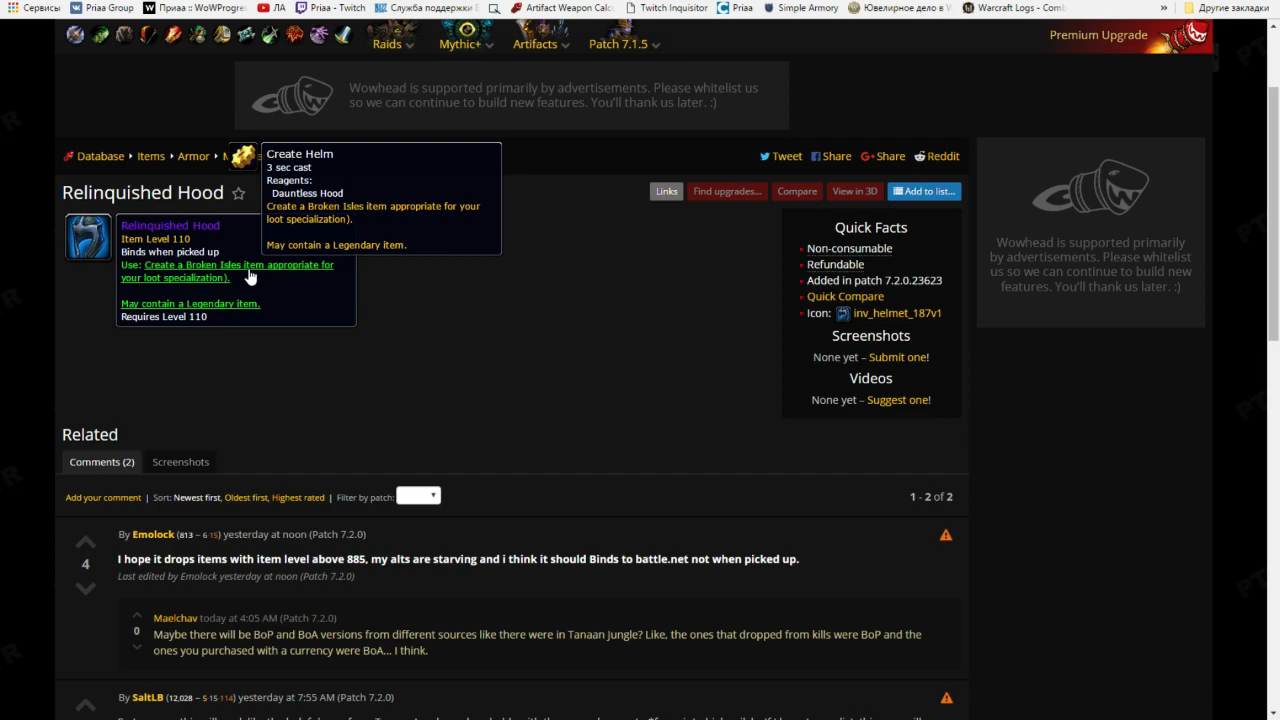 Сервисы Priaa Group Приаа :: WoWProgres ЛА Priaa - Twitch Служба поддержки Artifact Weapon Calc Twitch Inquisitor Priaa Simple Armory Ювелирное дело в Warcraft Logs - Comb » Другие закладки
Raids Mythic+ Artifacts Patch 7.1.5 Premium Upgrade
Wowhead is supported primarily by advertisements. Please whitelist us
so we can continue to build new features. You'll thank us later. :)
Database Items Armor
Tweet Share Share Reddit
Create Helm
3 sec cast
Reagents:
Dauntless Hood
Create a Broken Isles item appropriate for your
loot specialization).
May contain a Legendary item.
Relinquished Hood
Links Find upgrades... Compare View in 3D Add to list...
Relinquished Hood
Item Level 110
Binds when picked up
Use: Create a Broken Isles item appropriate for
your loot specialization).
May contain a Legendary item.
Requires Level 110
Quick Facts
Non-consumable
Refundable
Added in patch 7.2.0.23623
Quick Compare
Icon: inv_helmet_187v1
Screenshots
None yet – Submit one!
Videos
None yet – Suggest one!
Wowhead is supported primarily
by advertisements. Please whitelist
us so we can continue to build new
features. You'll thank us later. :)
Related
Comments (2) Screenshots
Add your comment | Sort: Newest first, Oldest first, Highest rated | Filter by patch:
1 - 2 of 2
By Emolock (813 – 6 15) yesterday at noon (Patch 7.2.0)
4
I hope it drops items with item level above 885, my alts are starving and i think it should Binds to battle.net not when picked up.
Last edited by Emolock yesterday at noon (Patch 7.2.0)
Maelchav today at 4:05 AM (Patch 7.2.0)
0
Maybe there will be BoP and BoA versions from different sources like there were in Tanaan Jungle? Like, the ones that dropped from kills were BoP and the
ones you purchased with a currency were BoA... I think.
By SaltLB (12,028 – 5 15 114) yesterday at 7:55 AM (Patch 7.2.0)